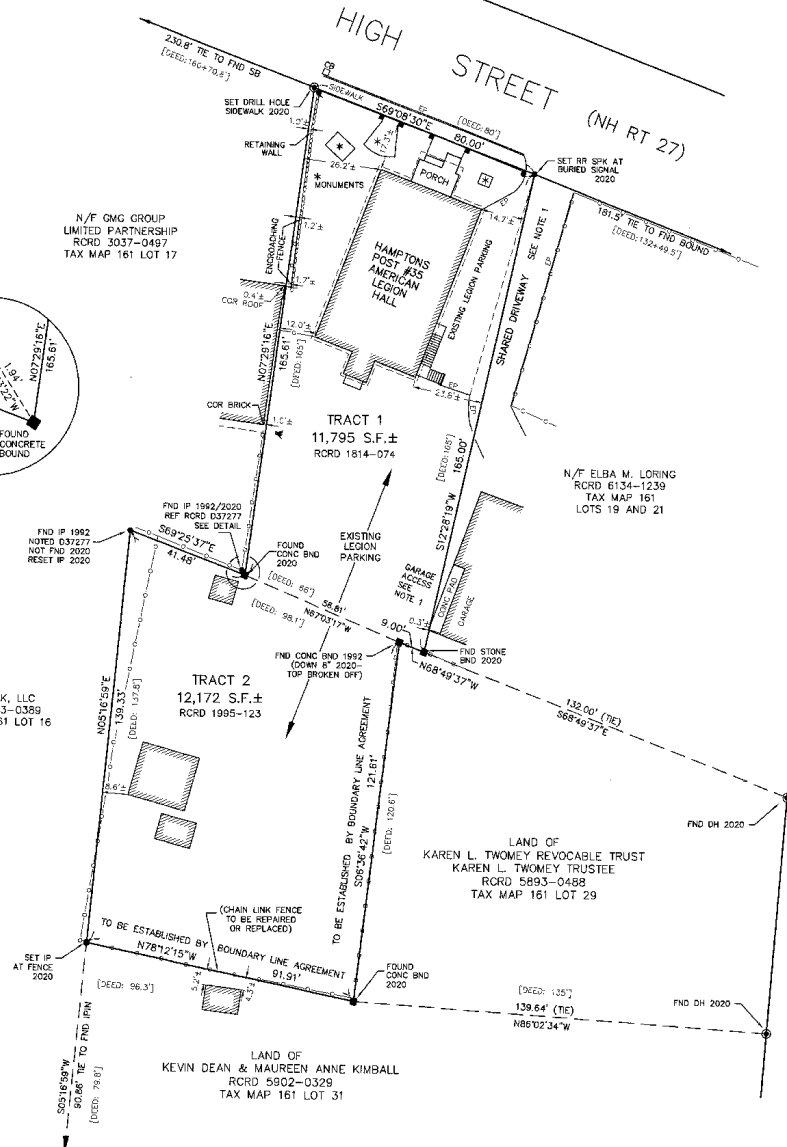 HIGH STREET (NH RT 27)
230.8' TIE TO FND SB
[DEED:160+70.8']
CB
SIDEWALK
EP
S69°08'30"E
80.00'
[DEED:80']
SET DRILL HOLE
SIDEWALK 2020
RETAINING
WALL
1.0'±
26.2'±
17.3'±
*
*
*
MONUMENTS
PORCH
SET RR SPK AT
BURIED SIGNAL
2020
181.5' TIE TO FND BOUND
[DEED:132+49.5']
N/F GMG GROUP
LIMITED PARTNERSHIP
RCRD 3037-0497
TAX MAP 161 LOT 17
ENCROACHING
FENCE
1.2'±
1.7'±
0.4'±
COR ROOF
12.0'±
HAMPTONS
POST #35
AMERICAN
LEGION
HALL
14.7'±
EP
EXISTING LEGION PARKING
SHARED DRIVEWAY SEE NOTE 1
EP
N07°29'16"E
165.61'
[DEED:165']
23.8'±
EP
EP
COR BRICK
1.0'±
N07°29'16"E
165.61'
1.94'
FOUND
CONCRETE
BOUND
TRACT 1
11,795 S.F.±
RCRD 1814-074
[DEED:165']
165.00'
S12°28'19"W
N/F ELBA M. LORING
RCRD 6134-1239
TAX MAP 161
LOTS 19 AND 21
FND IP 1992/2020
REF RCRD D37277
SEE DETAIL
FND IP 1992
NOTED D37277
NOT FND 2020
RESET IP 2020
S69°25'37"E
41.48'
FOUND
CONC BND
2020
EXISTING
LEGION
PARKING
[DEED: 66']
58.81'
[DEED: 98.1']
N67°03'17"W
GARAGE
ACCESS
SEE
NOTE 1
CONC PAD
GARAGE
0.3'±
9.00'
N68°49'37"W
FND CONC BND 1992
(DOWN 8" 2020-
TOP BROKEN OFF)
FND STONE
BND 2020
132.00' (TIE)
S68°49'37"E
TRACT 2
12,172 S.F.±
RCRD 1995-123
N05°16'59"E
139.33'
[DEED: 137.8']
K, LLC
3-0389
61 LOT 16
8.6'±
TO BE ESTABLISHED BY BOUNDARY LINE AGREEMENT
S06°36'42"W
121.61'
[DEED: 120.6']
FND DH 2020
LAND OF
KAREN L. TWOMEY REVOCABLE TRUST
KAREN L. TWOMEY TRUSTEE
RCRD 5893-0488
TAX MAP 161 LOT 29
(CHAIN LINK FENCE
TO BE REPAIRED
OR REPLACED)
TO BE ESTABLISHED BY BOUNDARY LINE AGREEMENT
N78°12'15"W
91.91'
SET IP
AT FENCE
2020
[DEED: 96.3']
5.2'±
4.3'±
FOUND
CONC BND
2020
[DEED: 135']
139.64' (TIE)
N86°02'34"W
FND DH 2020
LAND OF
KEVIN DEAN & MAUREEN ANNE KIMBALL
RCRD 5902-0329
TAX MAP 161 LOT 31
S05°16'59"W
90.86' TIE TO FND IPIN
[DEED: 79.8']